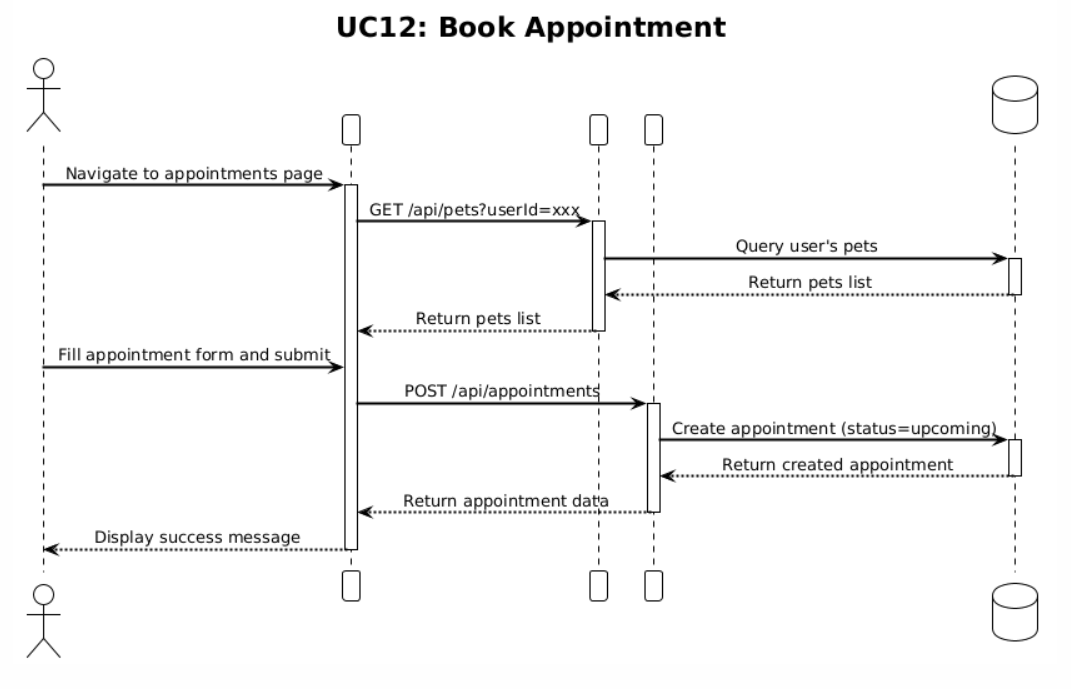 UC12: Book Appointment
Navigate to appointments page
GET /api/pets?userId=xxx
Query user's pets
Return pets list
Return pets list
Fill appointment form and submit
POST /api/appointments
Create appointment (status=upcoming)
Return created appointment
Return appointment data
Display success message